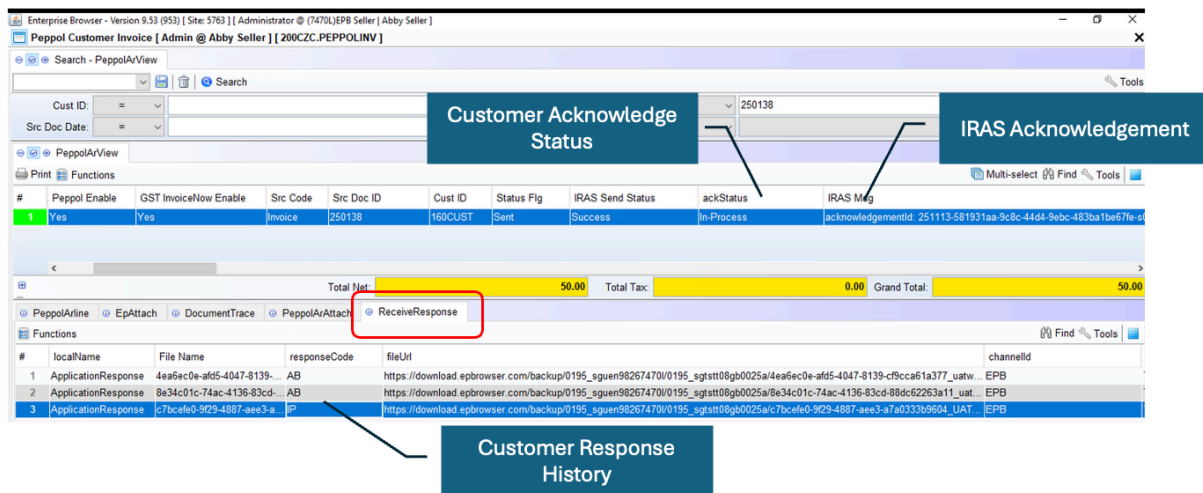 Enterprise Browser - Version 9.53 (953) [ Site: 5763 ] [ Administrator @ (7470L)EPB Seller | Abby Seller ]
Peppol Customer Invoice [ Admin @ Abby Seller ] [ 200CZC.PEPPOLINV ]
Search - PeppolArView
Search
Tools
Cust ID: =
250138
Src Doc Date: =
Customer Acknowledge
Status
IRAS Acknowledgement
PeppolArView
Print Functions
Multi-select Find Tools
# Peppol Enable GST InvoiceNow Enable Src Code Src Doc ID Cust ID Status Flg IRAS Send Status ackStatus IRAS Msg
1 Yes Yes Invoice 250138 160CUST Sent Success In-Process acknowledgementId: 251113-581931aa-9c8c-44d4-9ebc-483ba1be67fe-s0
Total Net: 50.00 Total Tax: 0.00 Grand Total: 50.00
PeppolArline EpAttach DocumentTrace PeppolArAttach ReceiveResponse
Functions
Find Tools
# localName File Name responseCode fileUrl channelId
1 ApplicationResponse 4ea6ec0e-afd5-4047-8139-... AB https://download.epbrowser.com/backup/0195_sguen98267470l/0195_sgtstt08gb0025a/4ea6ec0e-afd5-4047-8139-cf9cca61a377_uatw... EPB
2 ApplicationResponse 8e34c01c-74ac-4136-83cd-... AB https://download.epbrowser.com/backup/0195_sguen98267470l/0195_sgtstt08gb0025a/8e34c01c-74ac-4136-83cd-88dc62263a11_uat... EPB
3 ApplicationResponse c7bcefe0-9f29-4887-aee3-a... IP https://download.epbrowser.com/backup/0195_sguen98267470l/0195_sgtstt08gb0025a/c7bcefe0-9f29-4887-aee3-a7a0333b9604_UAT... EPB
Customer Response
History